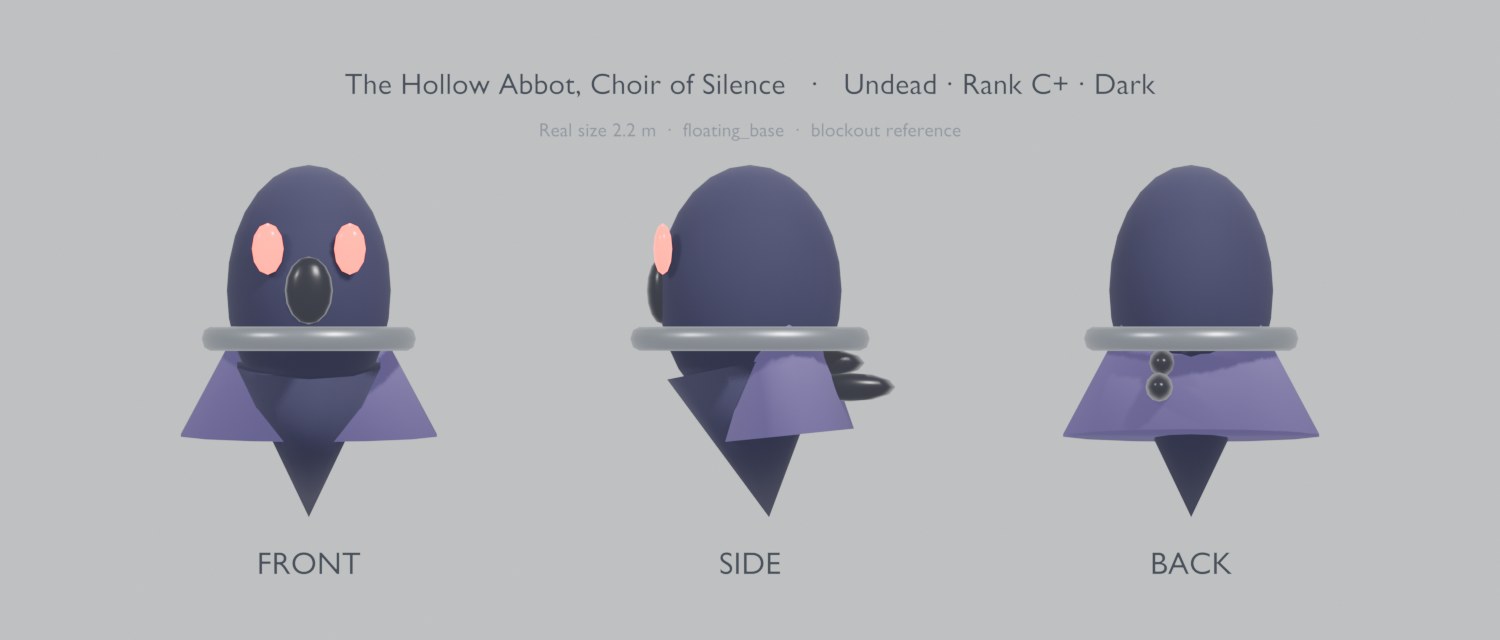 The Hollow Abbot, Choir of Silence · Undead · Rank C+ · Dark
Real size 2.2 m · floating_base · blockout reference
FRONT SIDE BACK